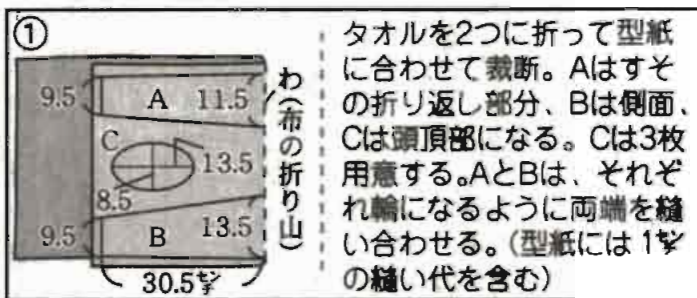 ①
9.5
A
11.5
わ(布の折り山)
C
13.5
8.5
9.5
B
13.5
30.5㌢
タオルを2つに折って型紙
に合わせて裁断。Aはすそ
の折り返し部分、Bは側面、
Cは頭頂部になる。Cは3枚
用意する。AとBは、それぞ
れ輪になるように両端を縫
い合わせる。(型紙には1㌢
の縫い代を含む)